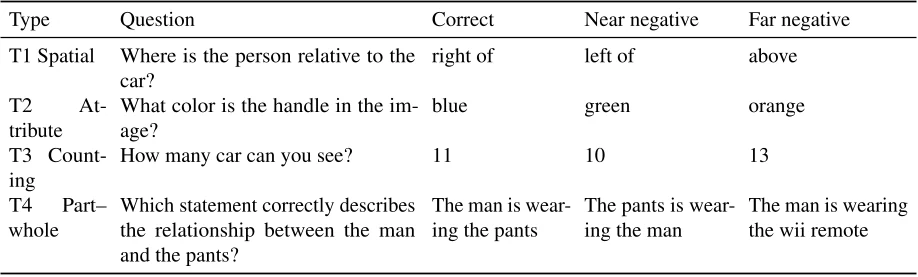 Type Question Correct Near negative Far negative
T1 Spatial Where is the person relative to the right of left of above
car?
T2 At- What color is the handle in the im- blue green orange
tribute age?
T3 Count- How many car can you see? 11 10 13
ing
T4 Part– Which statement correctly describes The man is wear- The pants is wear- The man is wearing
whole the relationship between the man ing the pants ing the man the wii remote
and the pants?